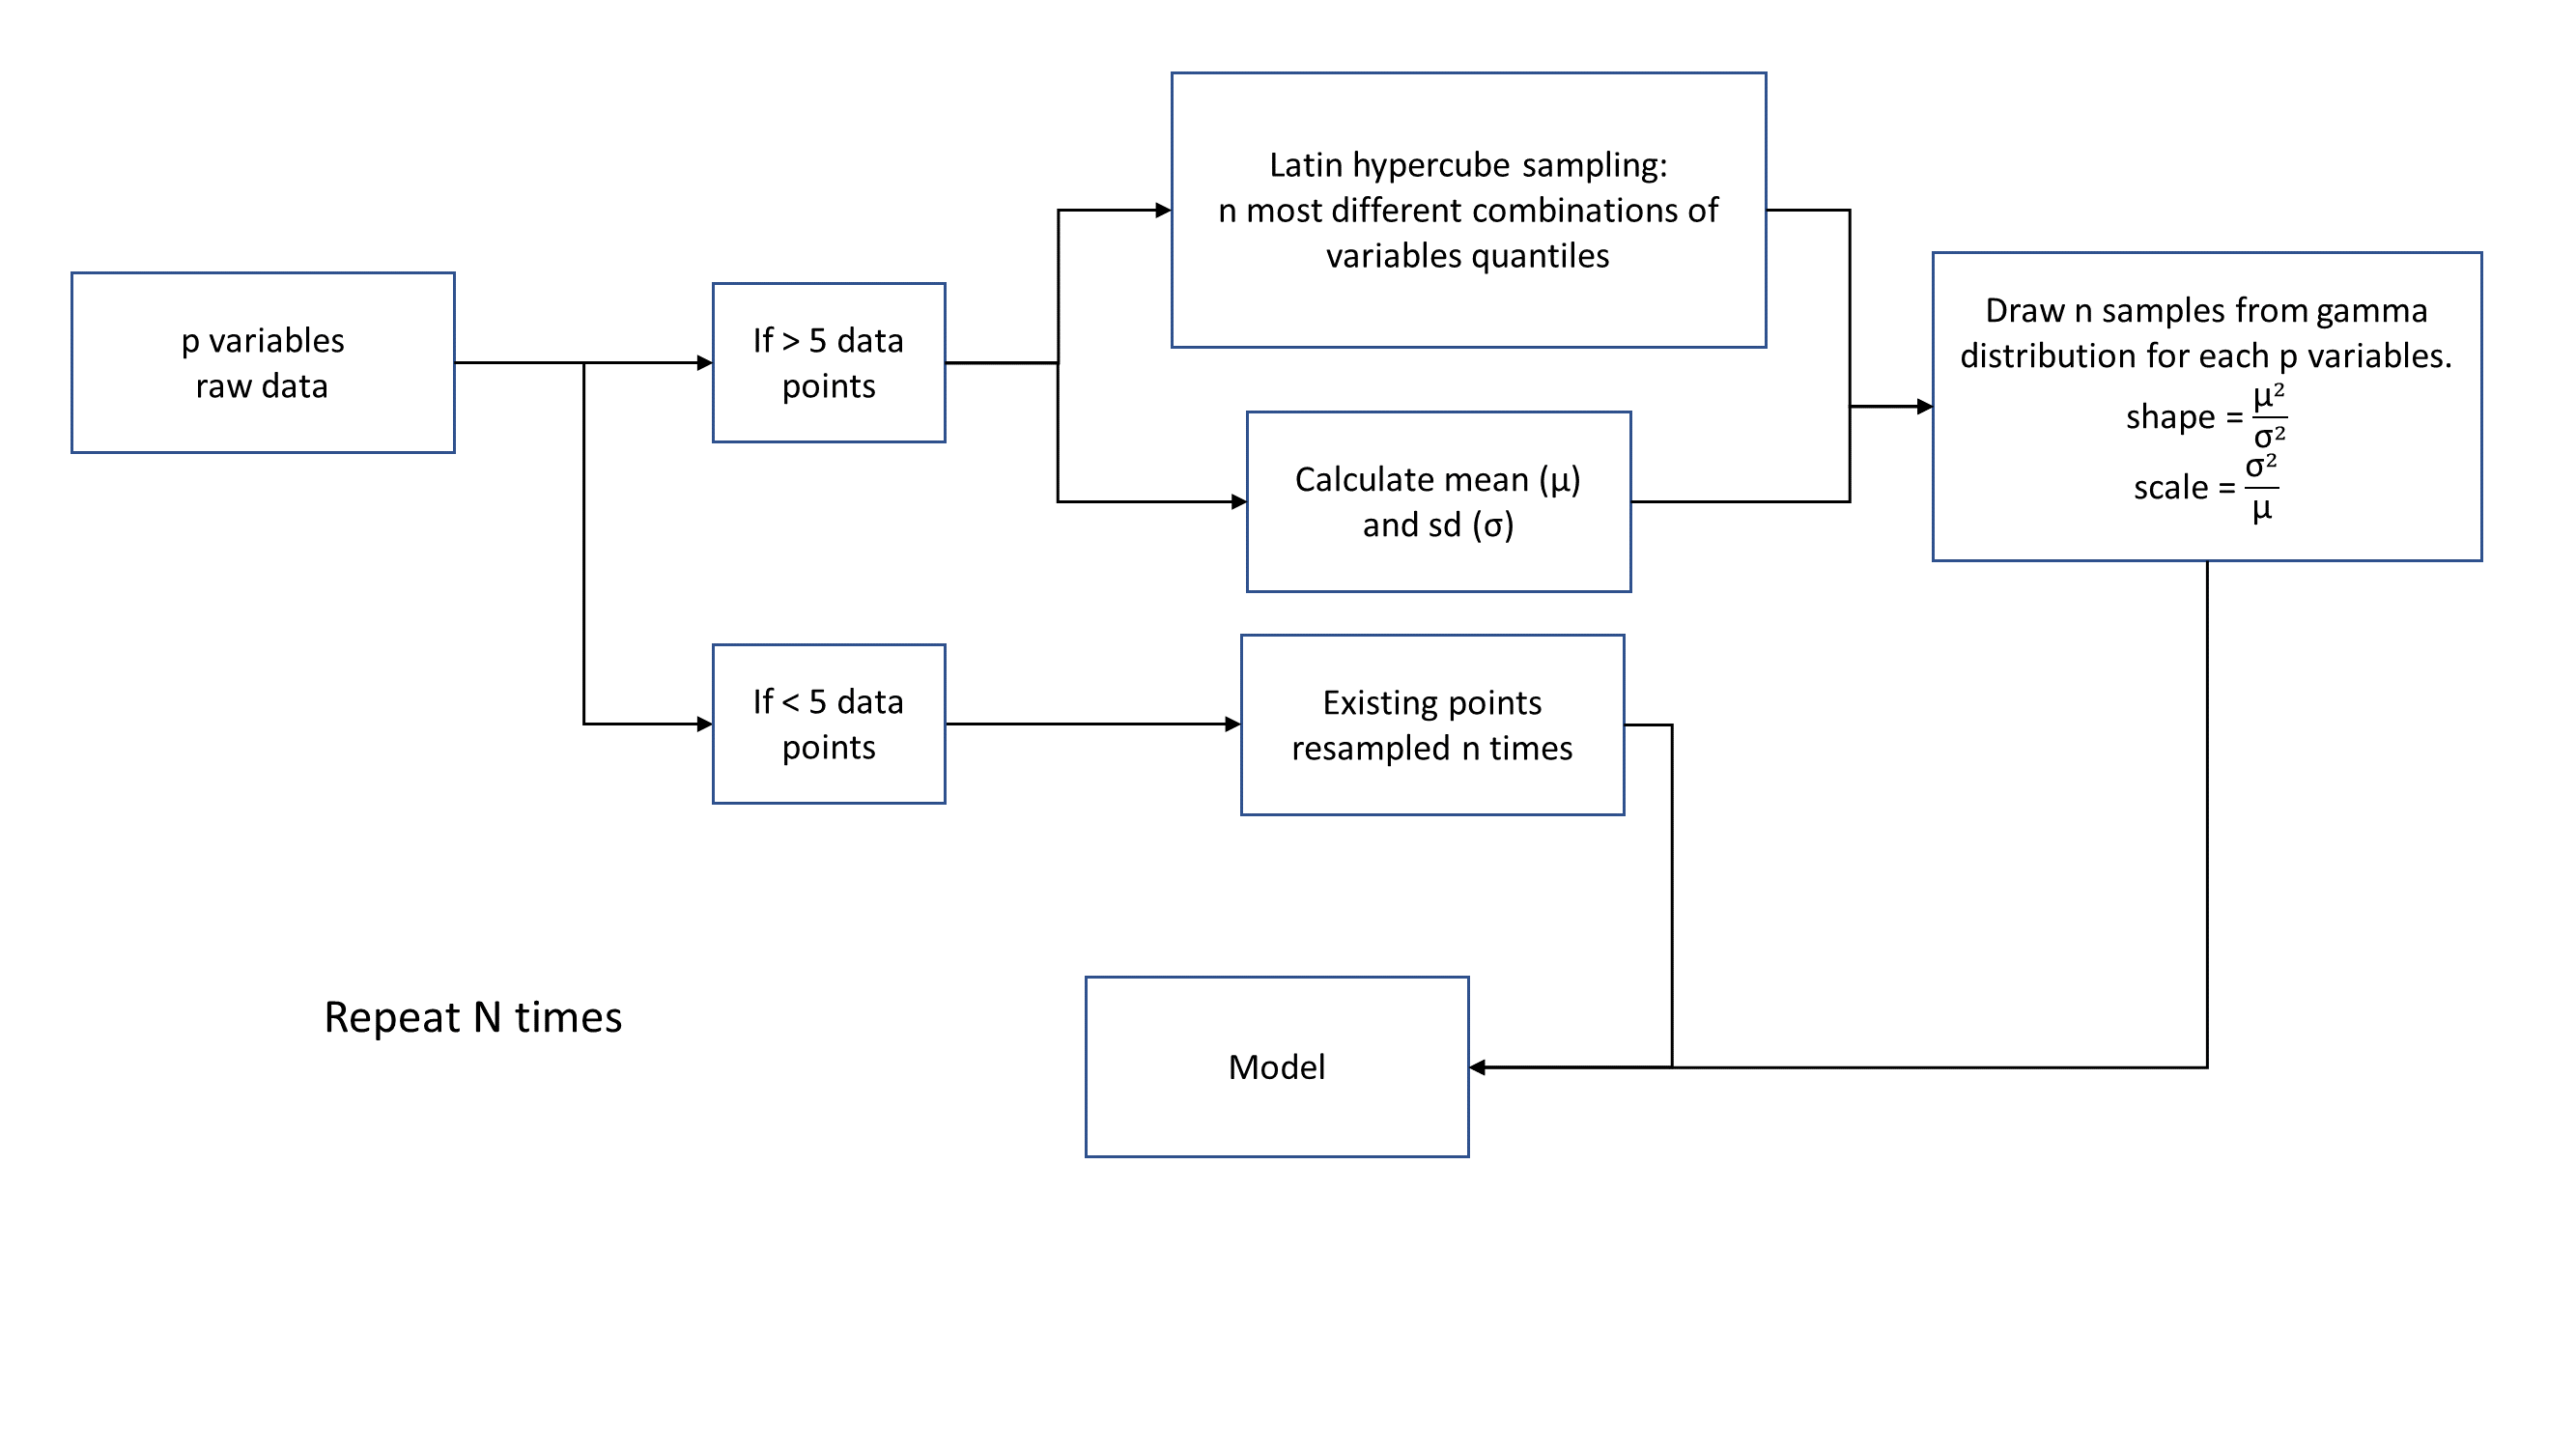 p variables
raw data
If > 5 data
points
Latin hypercube sampling:
n most different combinations of
variables quantiles
Calculate mean (μ)
and sd (σ)
Draw n samples from gamma
distribution for each p variables.
shape = μ²/σ²
scale = σ²/μ
If < 5 data
points
Existing points
resampled n times
Repeat N times
Model